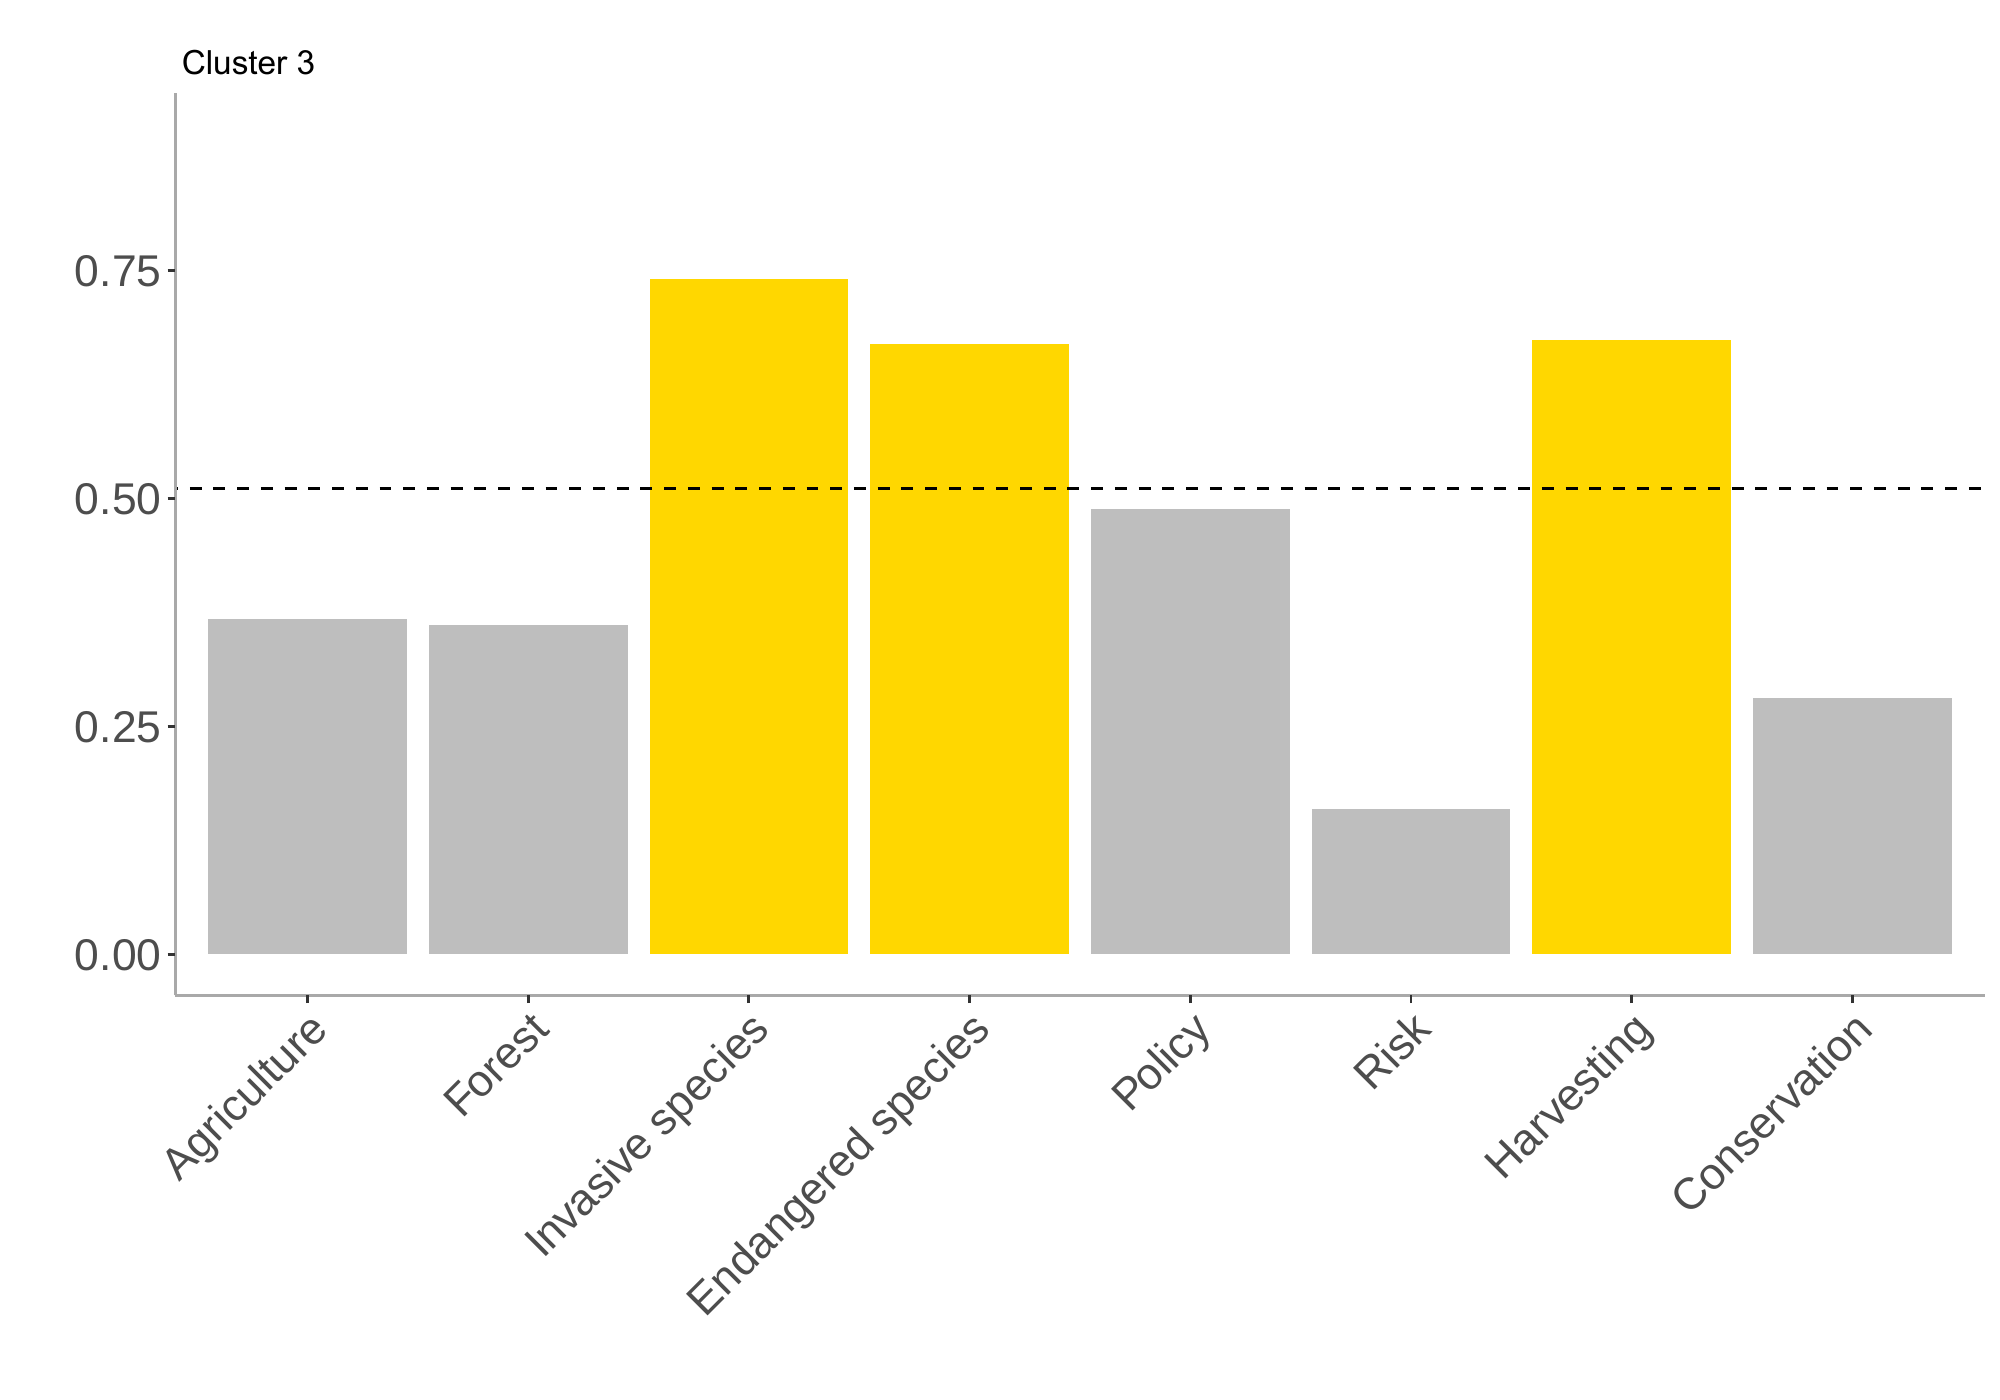 Cluster 3
0.75
0.50
0.25
0.00
Agriculture
Forest
Invasive species
Endangered species
Policy
Risk
Harvesting
Conservation